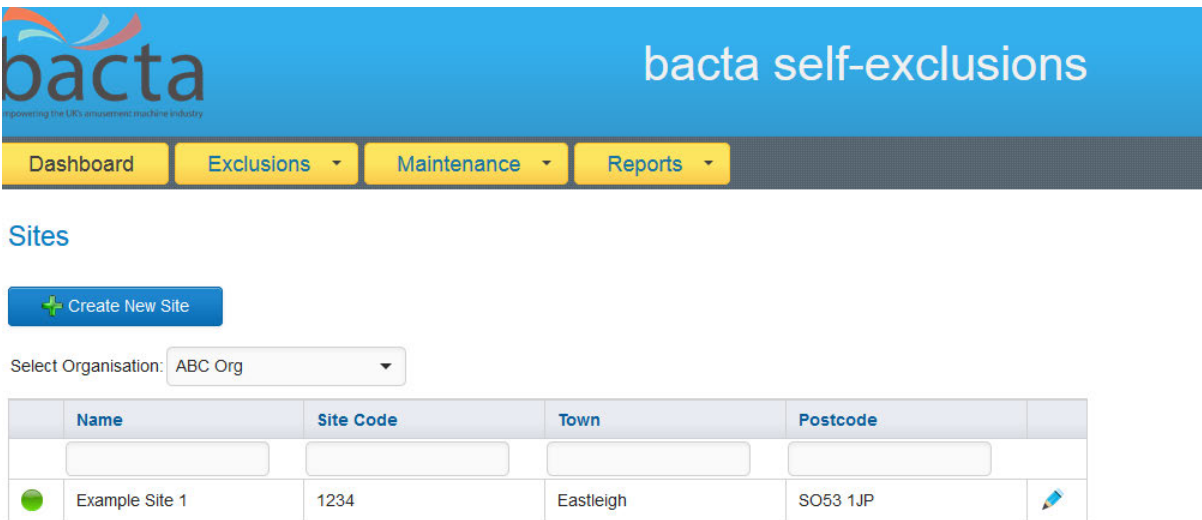 bacta
empowering the UK's amusement machine industry
bacta self-exclusions
Dashboard Exclusions Maintenance Reports
Sites
Create New Site
Select Organisation: ABC Org
Name Site Code Town Postcode
Example Site 1 1234 Eastleigh SO53 1JP